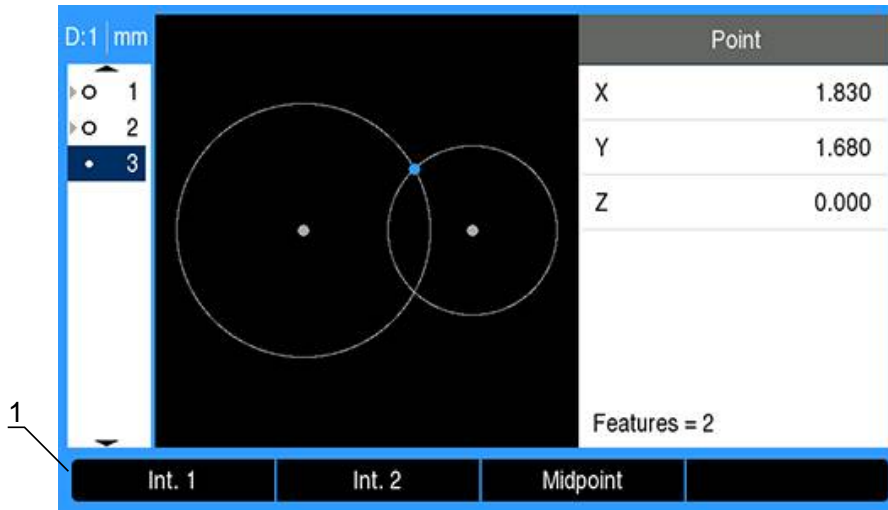 D:1 mm
Point
1
2
3
X 1.830
Y 1.680
Z 0.000
Features = 2
1
Int. 1 Int. 2 Midpoint